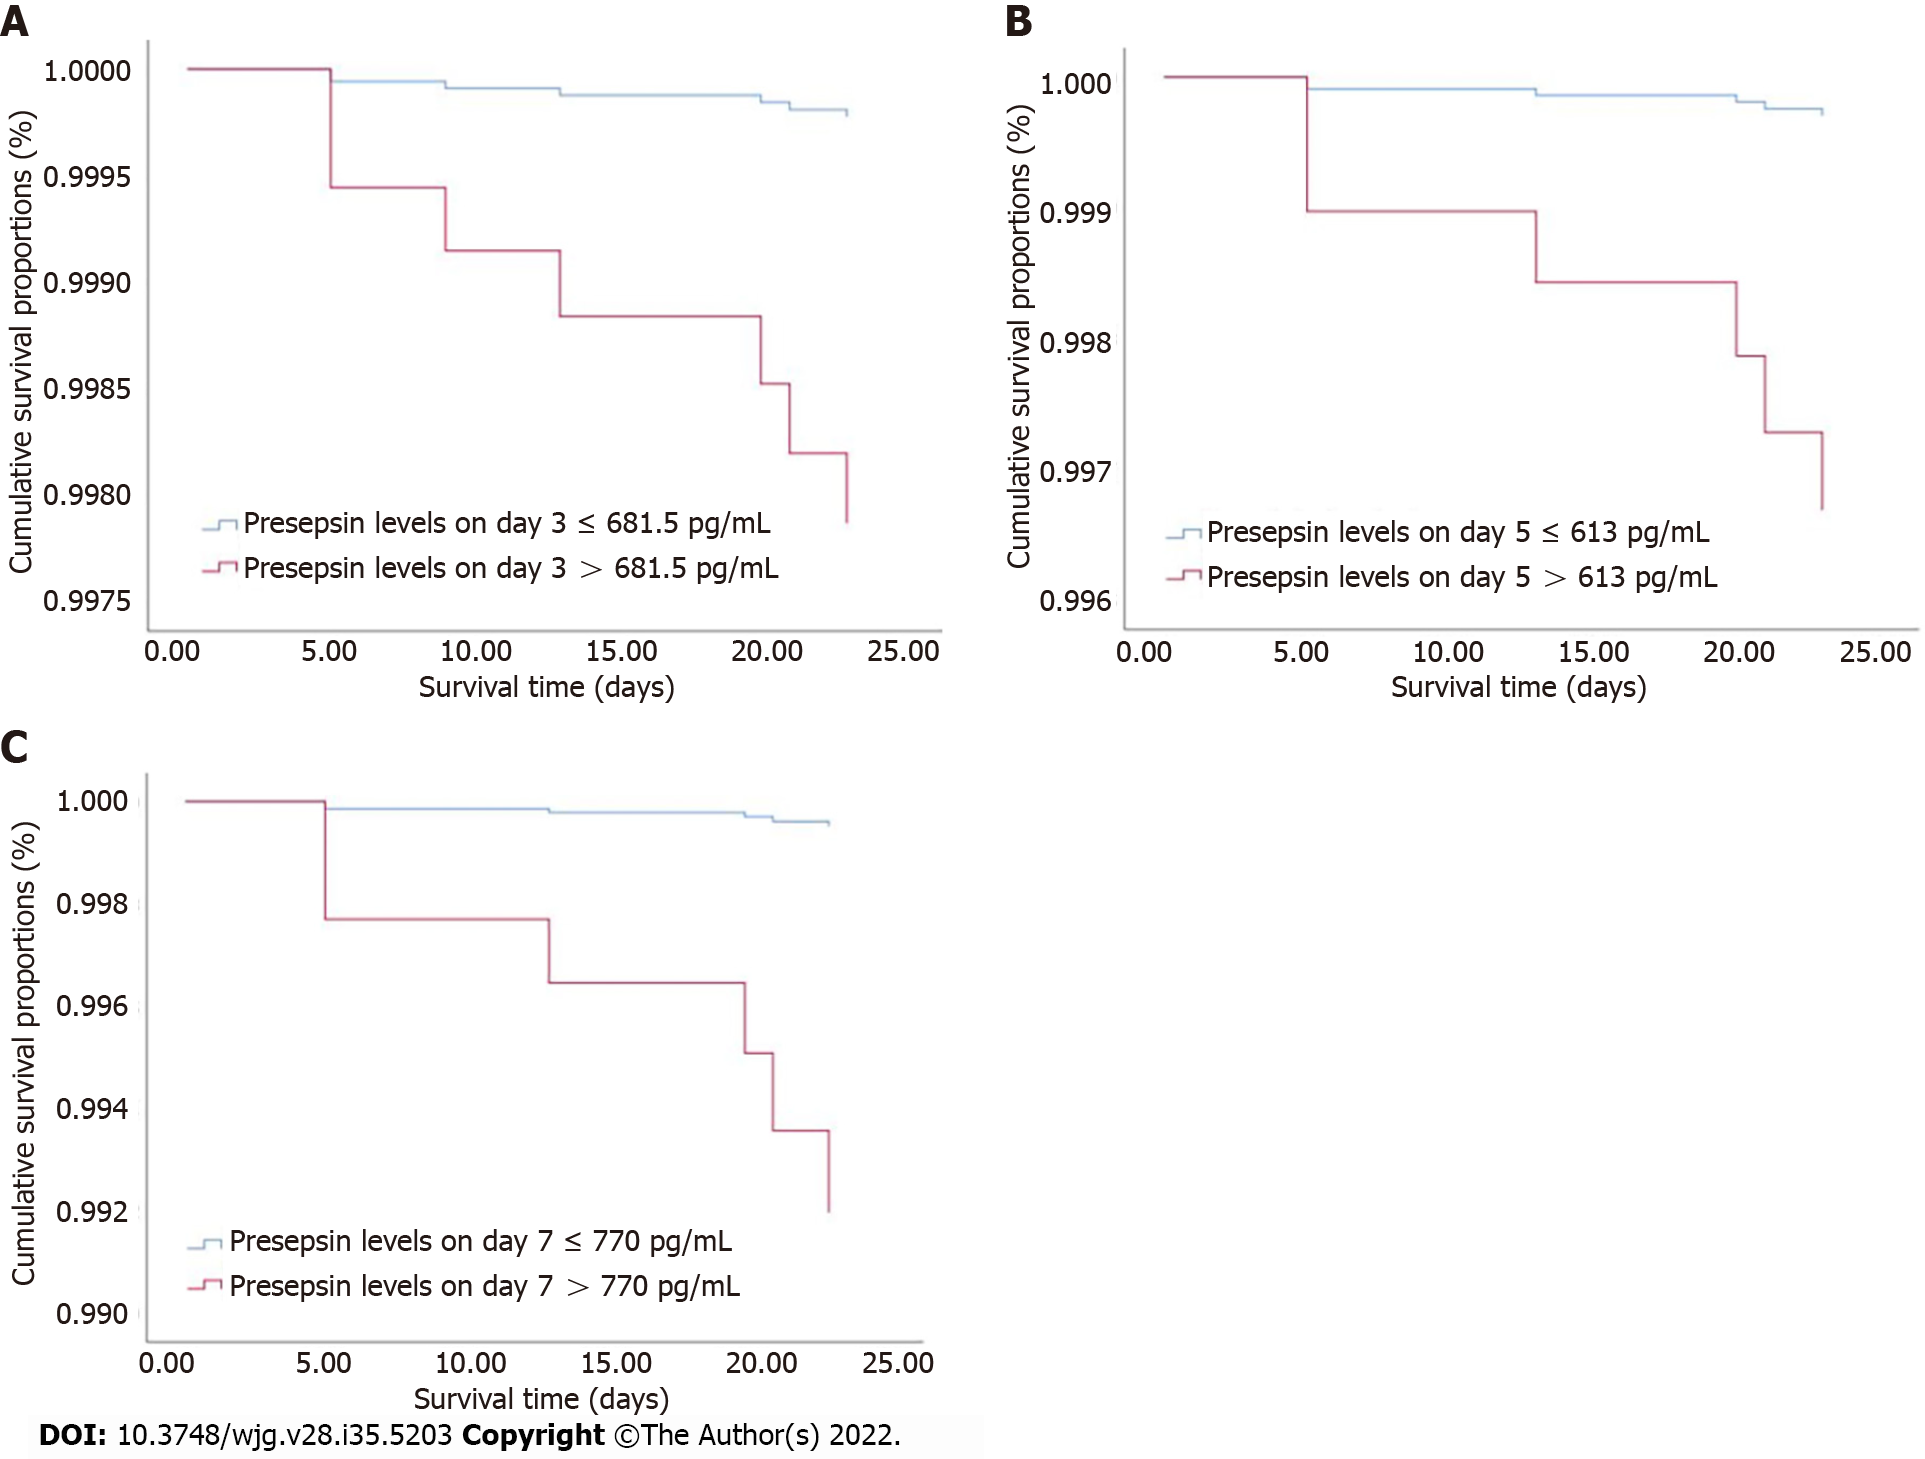 A
Cumulative survival proportions (%)
1.0000
0.9995
0.9990
0.9985
0.9980
0.9975
Presepsin levels on day 3 ≤ 681.5 pg/mL
Presepsin levels on day 3 > 681.5 pg/mL
0.00 5.00 10.00 15.00 20.00 25.00
Survival time (days)
B
Cumulative survival proportions (%)
1.000
0.999
0.998
0.997
0.996
Presepsin levels on day 5 ≤ 613 pg/mL
Presepsin levels on day 5 > 613 pg/mL
0.00 5.00 10.00 15.00 20.00 25.00
Survival time (days)
C
Cumulative survival proportions (%)
1.000
0.998
0.996
0.994
0.992
0.990
Presepsin levels on day 7 ≤ 770 pg/mL
Presepsin levels on day 7 > 770 pg/mL
0.00 5.00 10.00 15.00 20.00 25.00
Survival time (days)
DOI: 10.3748/wjg.v28.i35.5203 Copyright ©The Author(s) 2022.